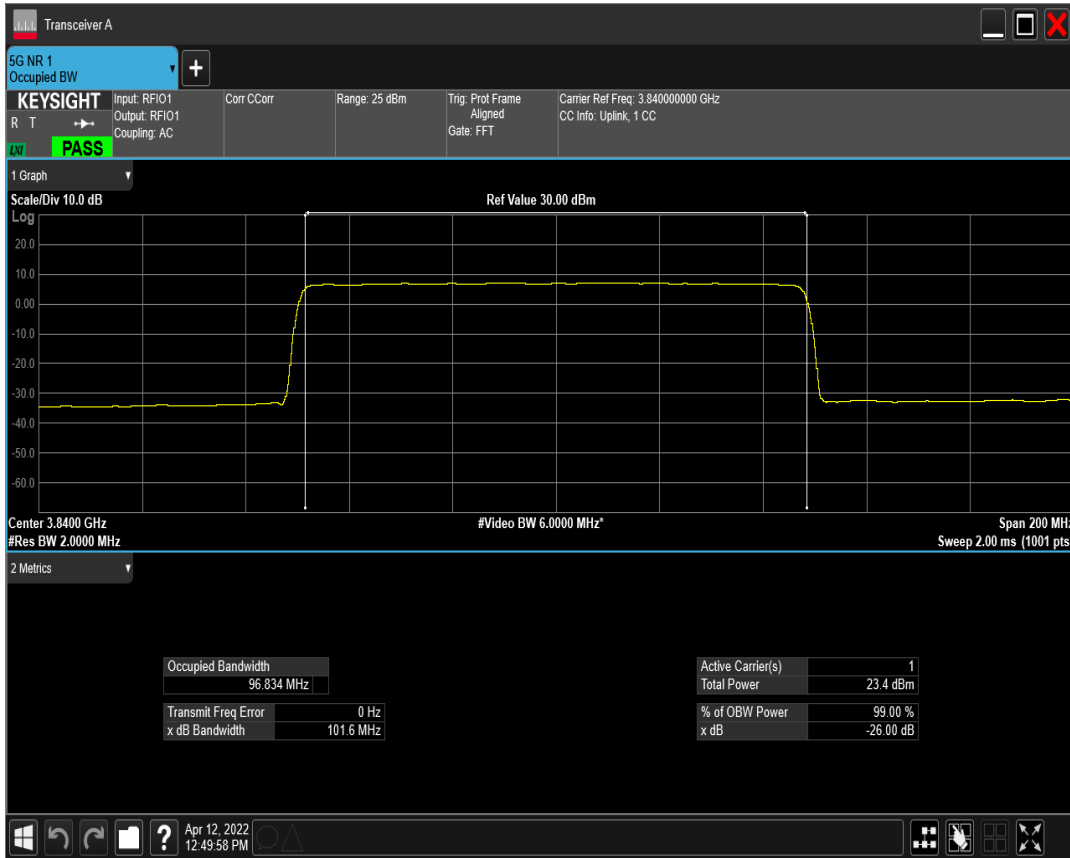 Transceiver A
5G NR 1
Occupied BW
+
KEYSIGHT
R T
LXI
PASS
Input: RFIO1
Output: RFIO1
Coupling: AC
Corr CCorr
Range: 25 dBm
Trig: Prot Frame
Aligned
Gate: FFT
Carrier Ref Freq: 3.840000000 GHz
CC Info: Uplink, 1 CC
1 Graph
Scale/Div 10.0 dB
Ref Value 30.00 dBm
Log
20.0
10.0
0.00
-10.0
-20.0
-30.0
-40.0
-50.0
-60.0
Center 3.8400 GHz
#Video BW 6.0000 MHz*
Span 200 MHz
#Res BW 2.0000 MHz
Sweep 2.00 ms (1001 pts
2 Metrics
Occupied Bandwidth
96.834 MHz
Transmit Freq Error 0 Hz
x dB Bandwidth 101.6 MHz
Active Carrier(s) 1
Total Power 23.4 dBm
% of OBW Power 99.00 %
x dB -26.00 dB
?
Apr 12, 2022
12:49:58 PM